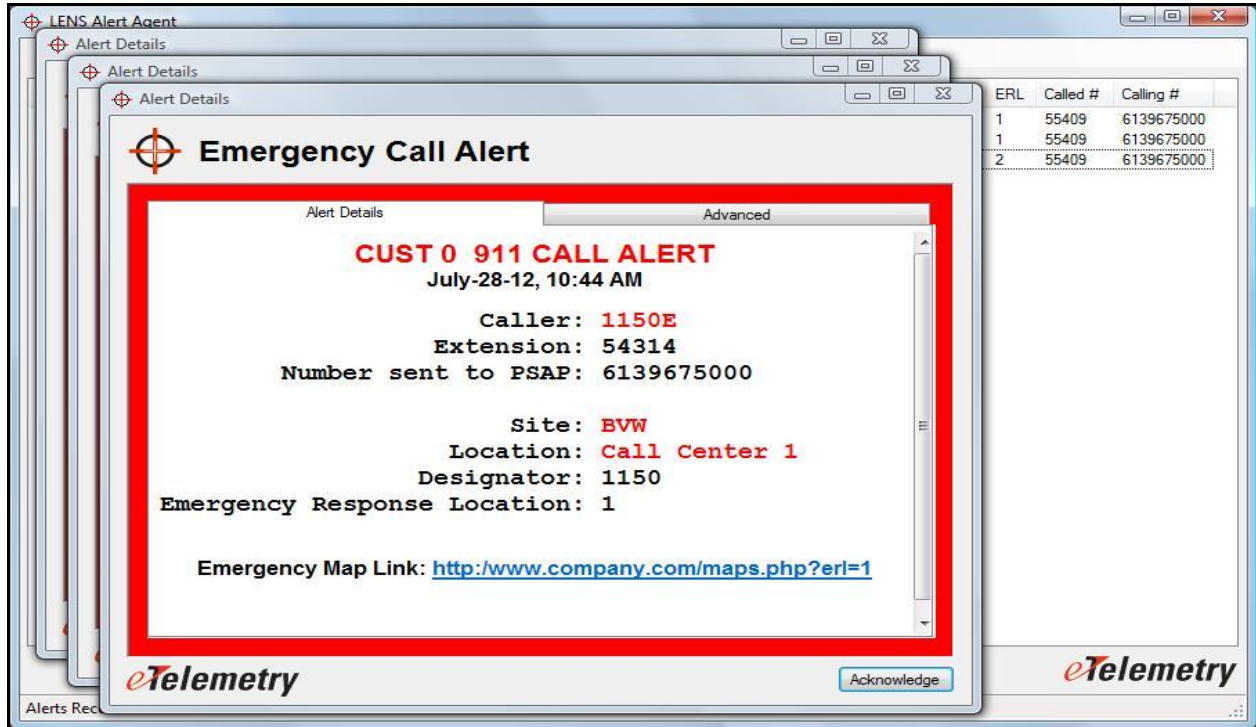 LENS Alert Agent
Alert Details
Alert Details
Alert Details
ERL Called # Calling #
1 55409 6139675000
1 55409 6139675000
2 55409 6139675000
Emergency Call Alert
Alert Details Advanced
CUST 0 911 CALL ALERT
July-28-12, 10:44 AM
Caller: 1150E
Extension: 54314
Number sent to PSAP: 6139675000
Site: BVW
Location: Call Center 1
Designator: 1150
Emergency Response Location: 1
Emergency Map Link: http:/www.company.com/maps.php?erl=1
eTelemetry
Acknowledge
eTelemetry
Alerts